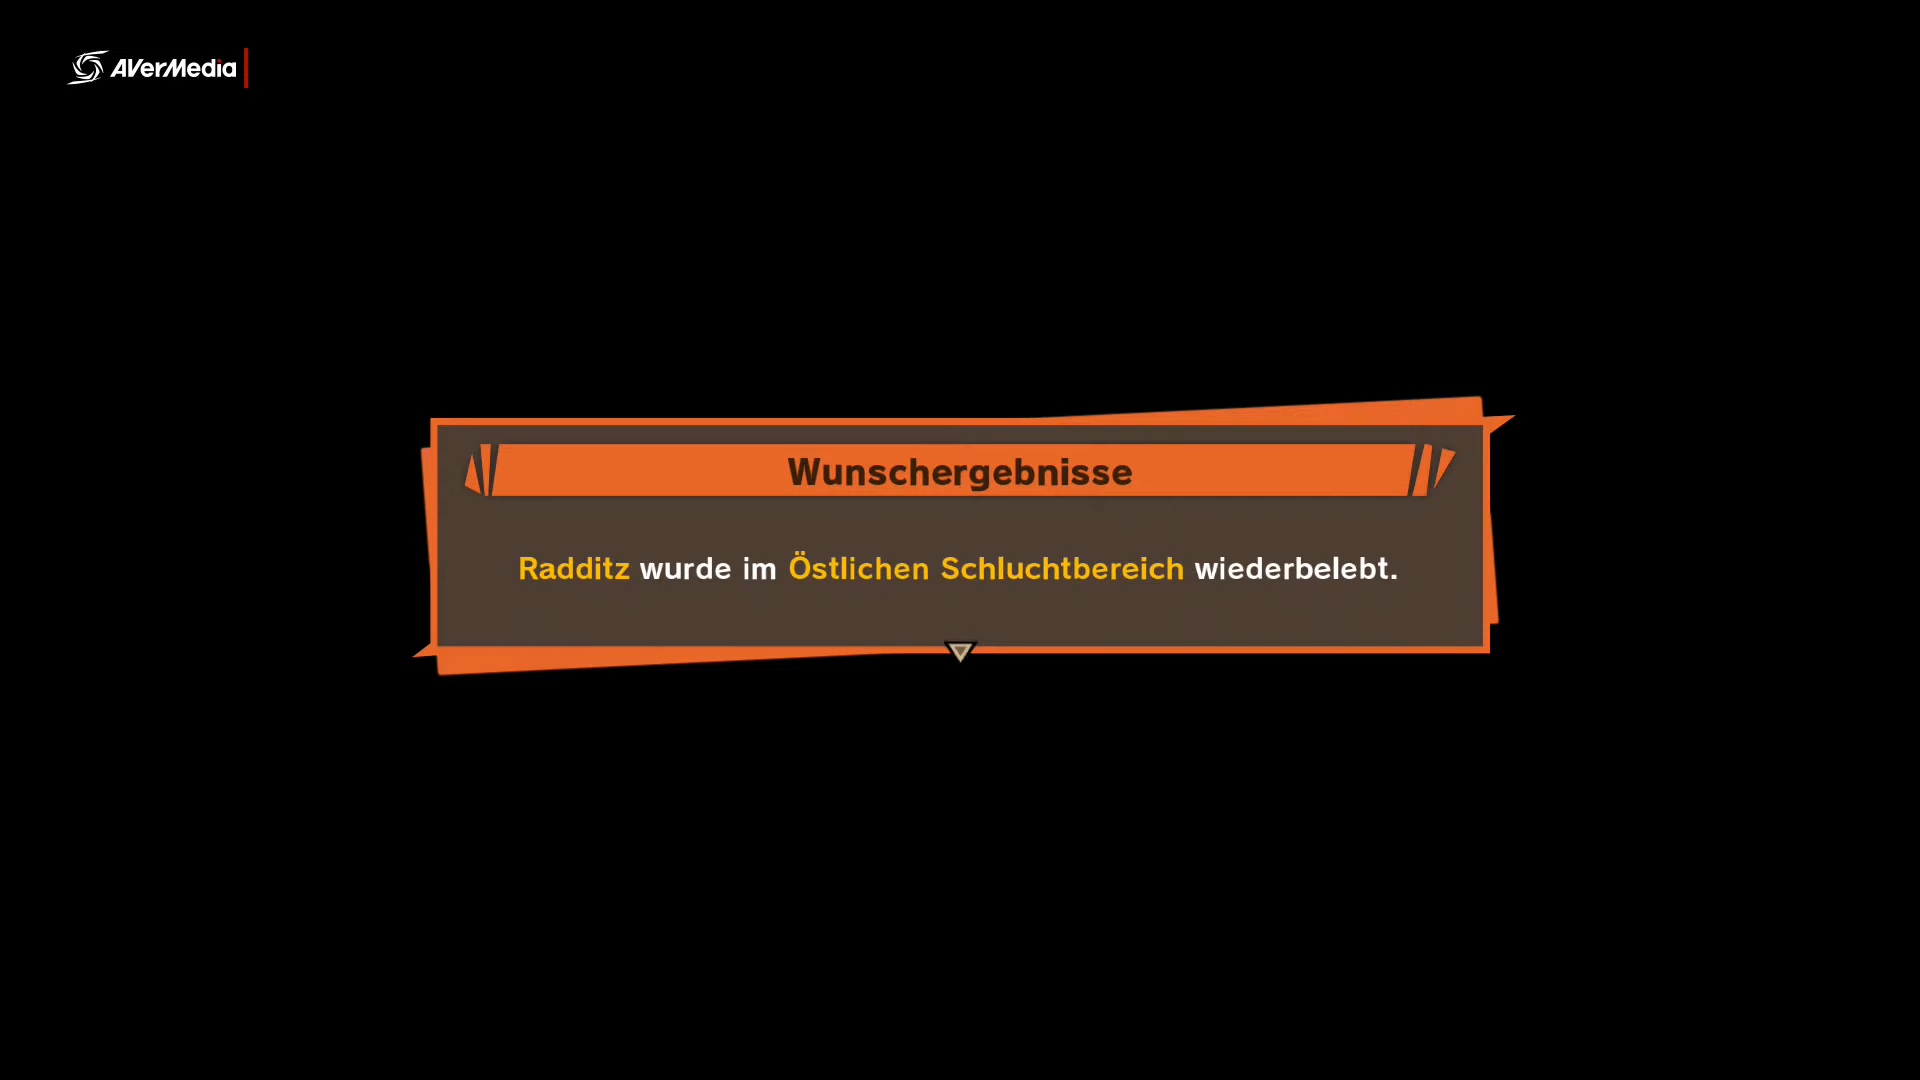 AVerMedia
Wunschergebnisse
Radditz wurde im Östlichen Schluchtbereich wiederbelebt.